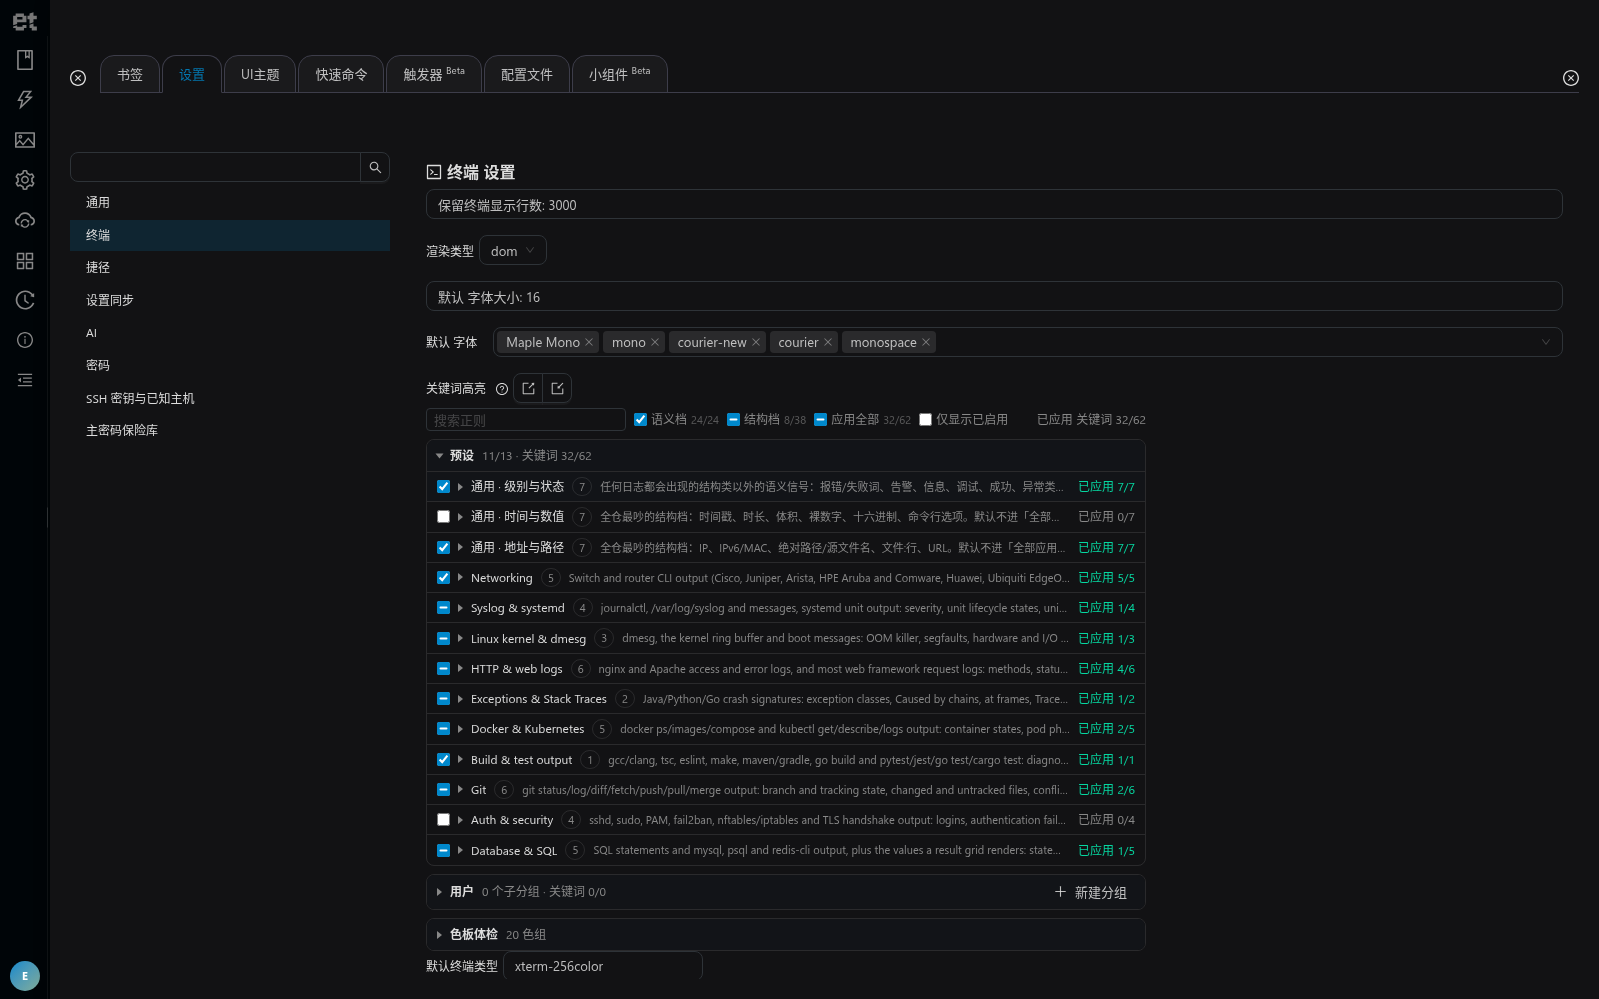 et
书签
设置
UI主题
快速命令
触发器 Beta
配置文件
小组件 Beta
通用
终端
捷径
设置同步
AI
密码
SSH 密钥与已知主机
主密码保险库
终端 设置
保留终端显示行数: 3000
渲染类型 dom
默认 字体大小: 16
默认 字体 Maple Mono mono courier-new courier monospace
关键词高亮
搜索正则 语义档 24/24 结构档 8/38 应用全部 32/62 仅显示已启用 已应用 关键词 32/62
预设 11/13 · 关键词 32/62
通用 · 级别与状态 7 任何日志都会出现的结构类以外的语义信号：报错/失败词、告警、信息、调试、成功、异常类... 已应用 7/7
通用 · 时间与数值 7 全仓最吵的结构档：时间戳、时长、体积、裸数字、十六进制、命令行选项。默认不进「全部... 已应用 0/7
通用 · 地址与路径 7 全仓最吵的结构档：IP、IPv6/MAC、绝对路径/源文件名、文件:行、URL。默认不进「全部应用... 已应用 7/7
Networking 5 Switch and router CLI output (Cisco, Juniper, Arista, HPE Aruba and Comware, Huawei, Ubiquiti EdgeO... 已应用 5/5
Syslog & systemd 4 journalctl, /var/log/syslog and messages, systemd unit output: severity, unit lifecycle states, uni... 已应用 1/4
Linux kernel & dmesg 3 dmesg, the kernel ring buffer and boot messages: OOM killer, segfaults, hardware and I/O ... 已应用 1/3
HTTP & web logs 6 nginx and Apache access and error logs, and most web framework request logs: methods, statu... 已应用 4/6
Exceptions & Stack Traces 2 Java/Python/Go crash signatures: exception classes, Caused by chains, at frames, Trace... 已应用 1/2
Docker & Kubernetes 5 docker ps/images/compose and kubectl get/describe/logs output: container states, pod ph... 已应用 2/5
Build & test output 1 gcc/clang, tsc, eslint, make, maven/gradle, go build and pytest/jest/go test/cargo test: diagno... 已应用 1/1
Git 6 git status/log/diff/fetch/push/pull/merge output: branch and tracking state, changed and untracked files, confli... 已应用 2/6
Auth & security 4 sshd, sudo, PAM, fail2ban, nftables/iptables and TLS handshake output: logins, authentication fail... 已应用 0/4
Database & SQL 5 SQL statements and mysql, psql and redis-cli output, plus the values a result grid renders: state... 已应用 1/5
用户 0 个子分组 · 关键词 0/0 新建分组
色板体检 20 色组
默认终端类型 xterm-256color
E